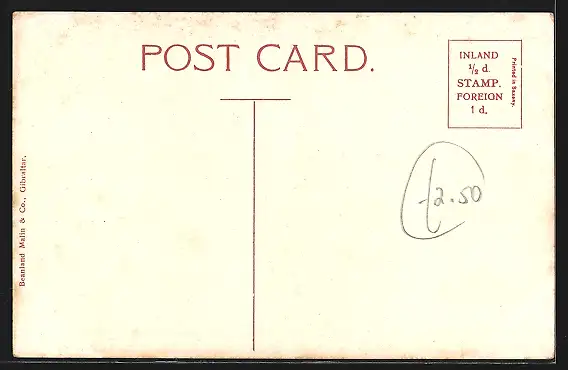 POST CARD.
INLAND
½ d.
STAMP.
FOREIGN
1 d.
Printed in Saxony.
£2.50
Beanland Malin & Co., Gibraltar.